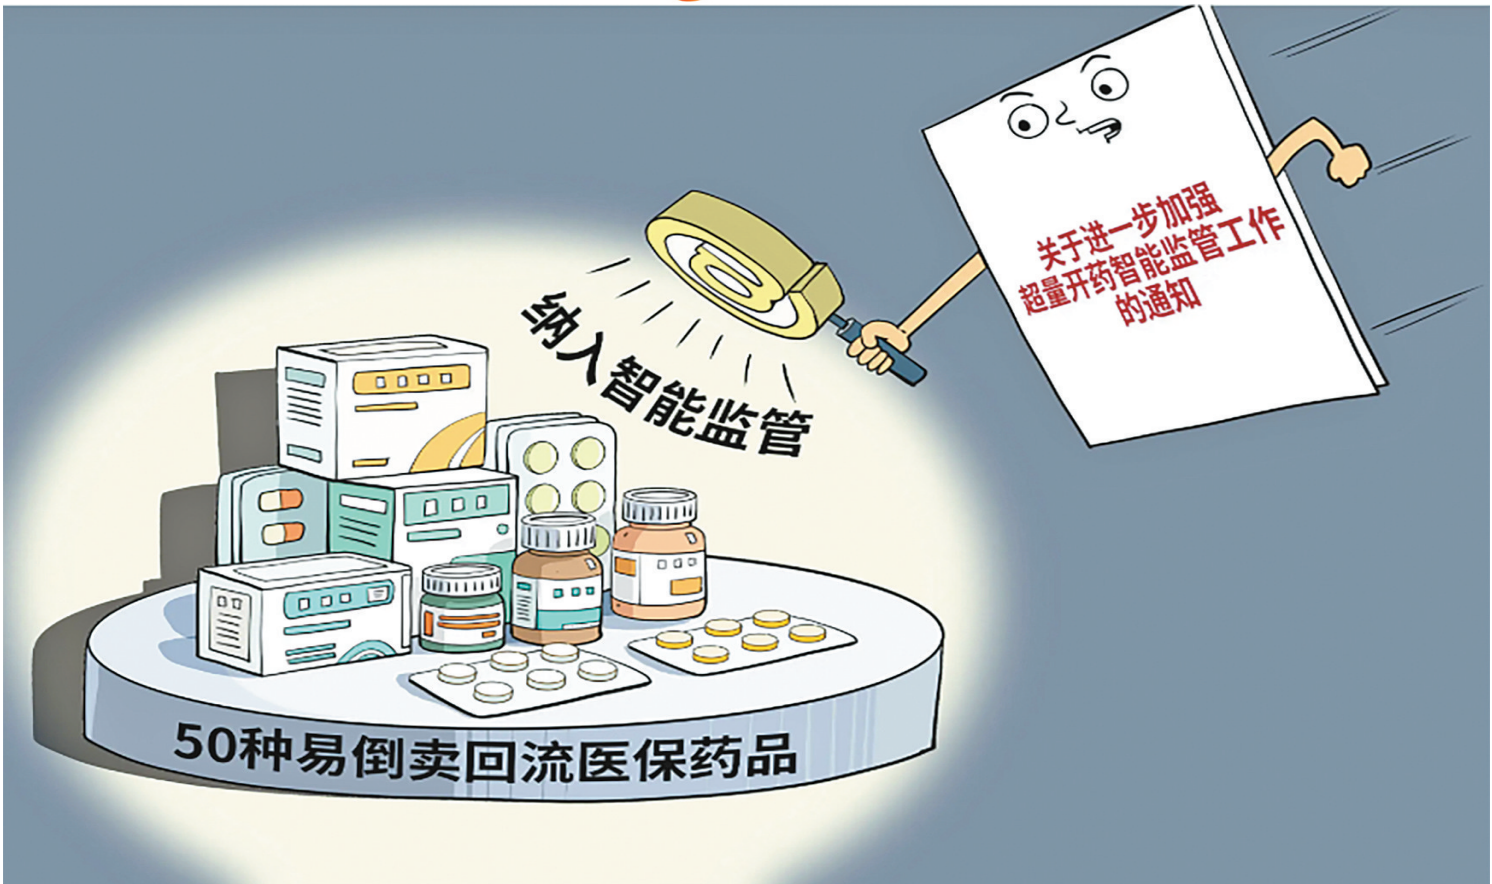 关于进一步加强
超量开药智能监管工作
的通知
@
纳入智能监管
50种易倒卖回流医保药品